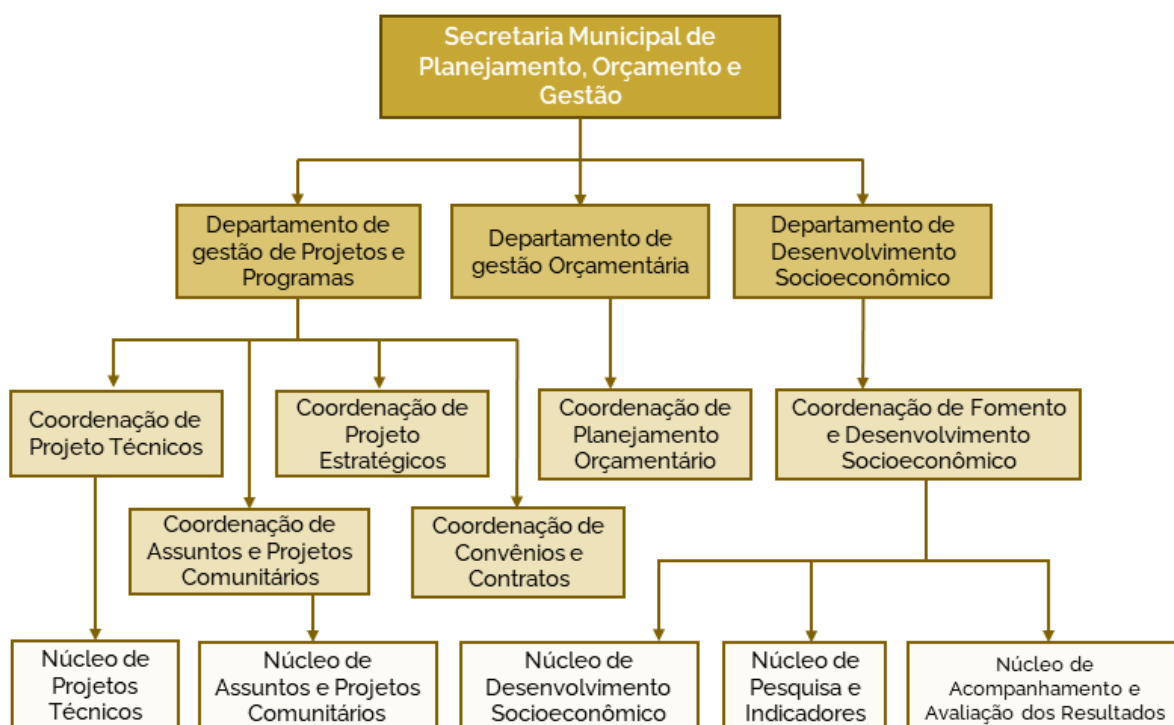 Secretaria Municipal de
Planejamento, Orçamento e
Gestão
Departamento de
gestão de Projetos e
Programas
Departamento de
gestão Orçamentária
Departamento de
Desenvolvimento
Socioeconômico
Coordenação de
Projeto Técnicos
Coordenação de
Projeto
Estratégicos
Coordenação de
Planejamento
Orçamentário
Coordenação de Fomento
e Desenvolvimento
Socioeconômico
Coordenação de
Assuntos e Projetos
Comunitários
Coordenação de
Convênios e
Contratos
Núcleo de
Projetos
Técnicos
Núcleo de
Assuntos e Projetos
Comunitários
Núcleo de
Desenvolvimento
Socioeconômico
Núcleo de
Pesquisa e
Indicadores
Núcleo de
Acompanhamento e
Avaliação dos Resultados